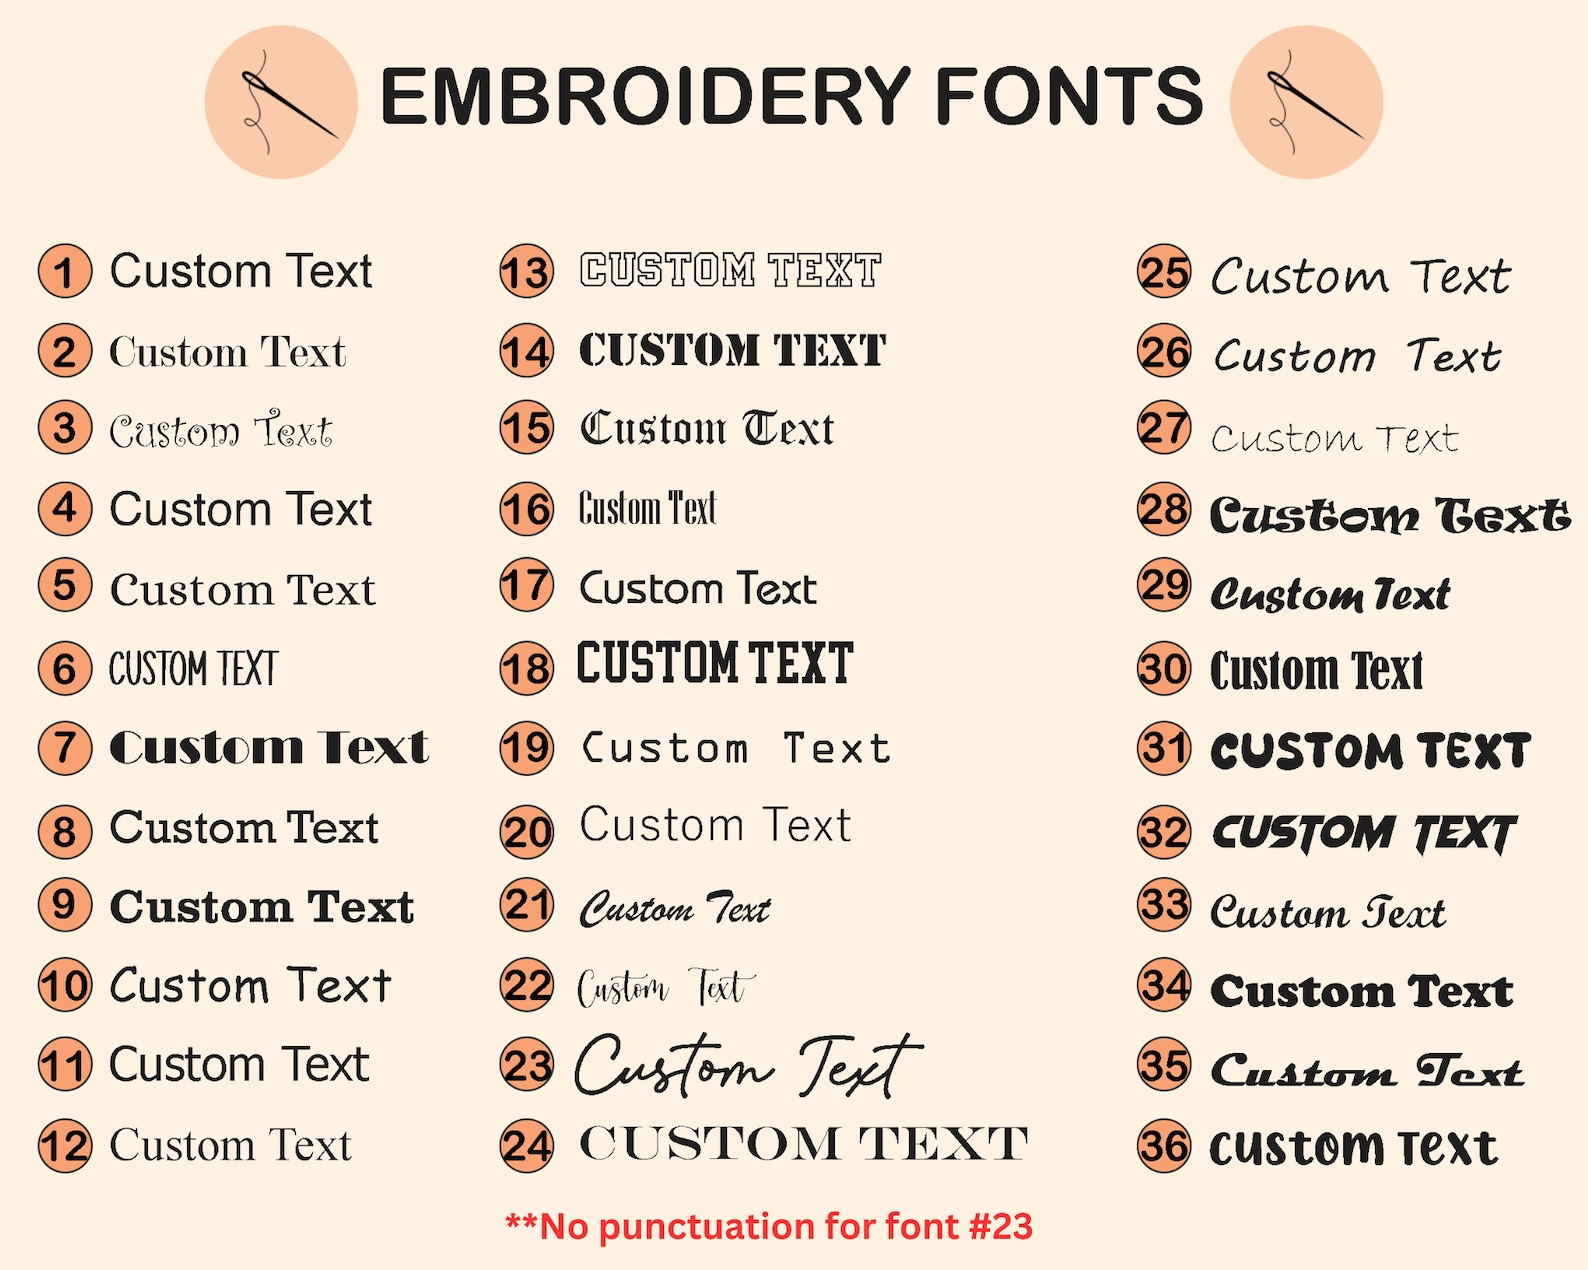 EMBROIDERY FONTS
1 Custom Text
2 Custom Text
3 Custom Text
4 Custom Text
5 Custom Text
6 CUSTOM TEXT
7 Custom Text
8 Custom Text
9 Custom Text
10 Custom Text
11 Custom Text
12 Custom Text
13 CUSTOM TEXT
14 CUSTOM TEXT
15 Custom Text
16 Custom Text
17 Custom Text
18 CUSTOM TEXT
19 Custom Text
20 Custom Text
21 Custom Text
22 Custom Text
23 Custom Text
24 CUSTOM TEXT
25 Custom Text
26 Custom Text
27 Custom Text
28 Custom Text
29 Custom Text
30 Custom Text
31 CUSTOM TEXT
32 CUSTOM TEXT
33 Custom Text
34 Custom Text
35 Custom Text
36 Custom Text
**No punctuation for font #23